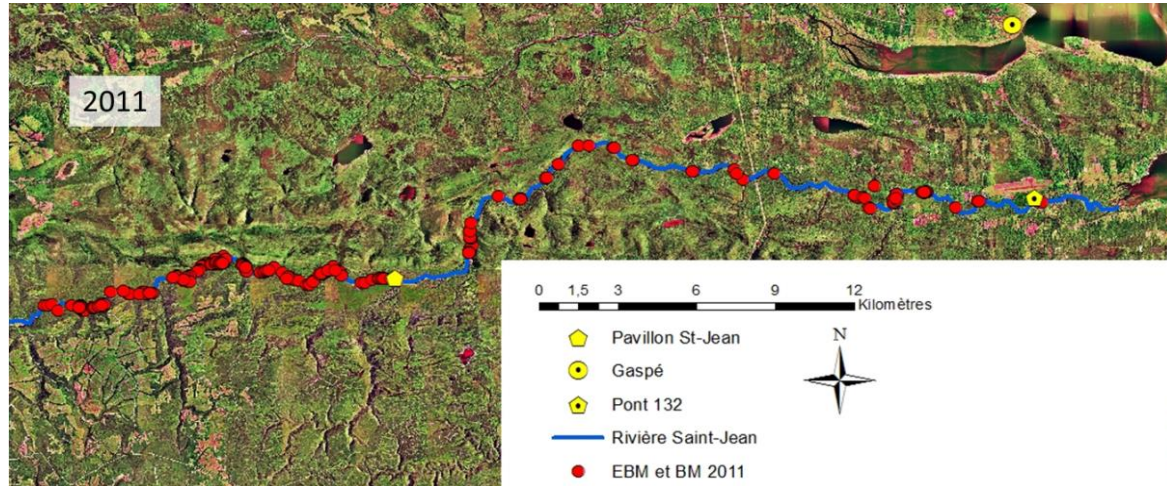 2011
0 1,5 3 6 9 12
Kilomètres
Pavillon St-Jean
Gaspé
Pont 132
Rivière Saint-Jean
EBM et BM 2011
N